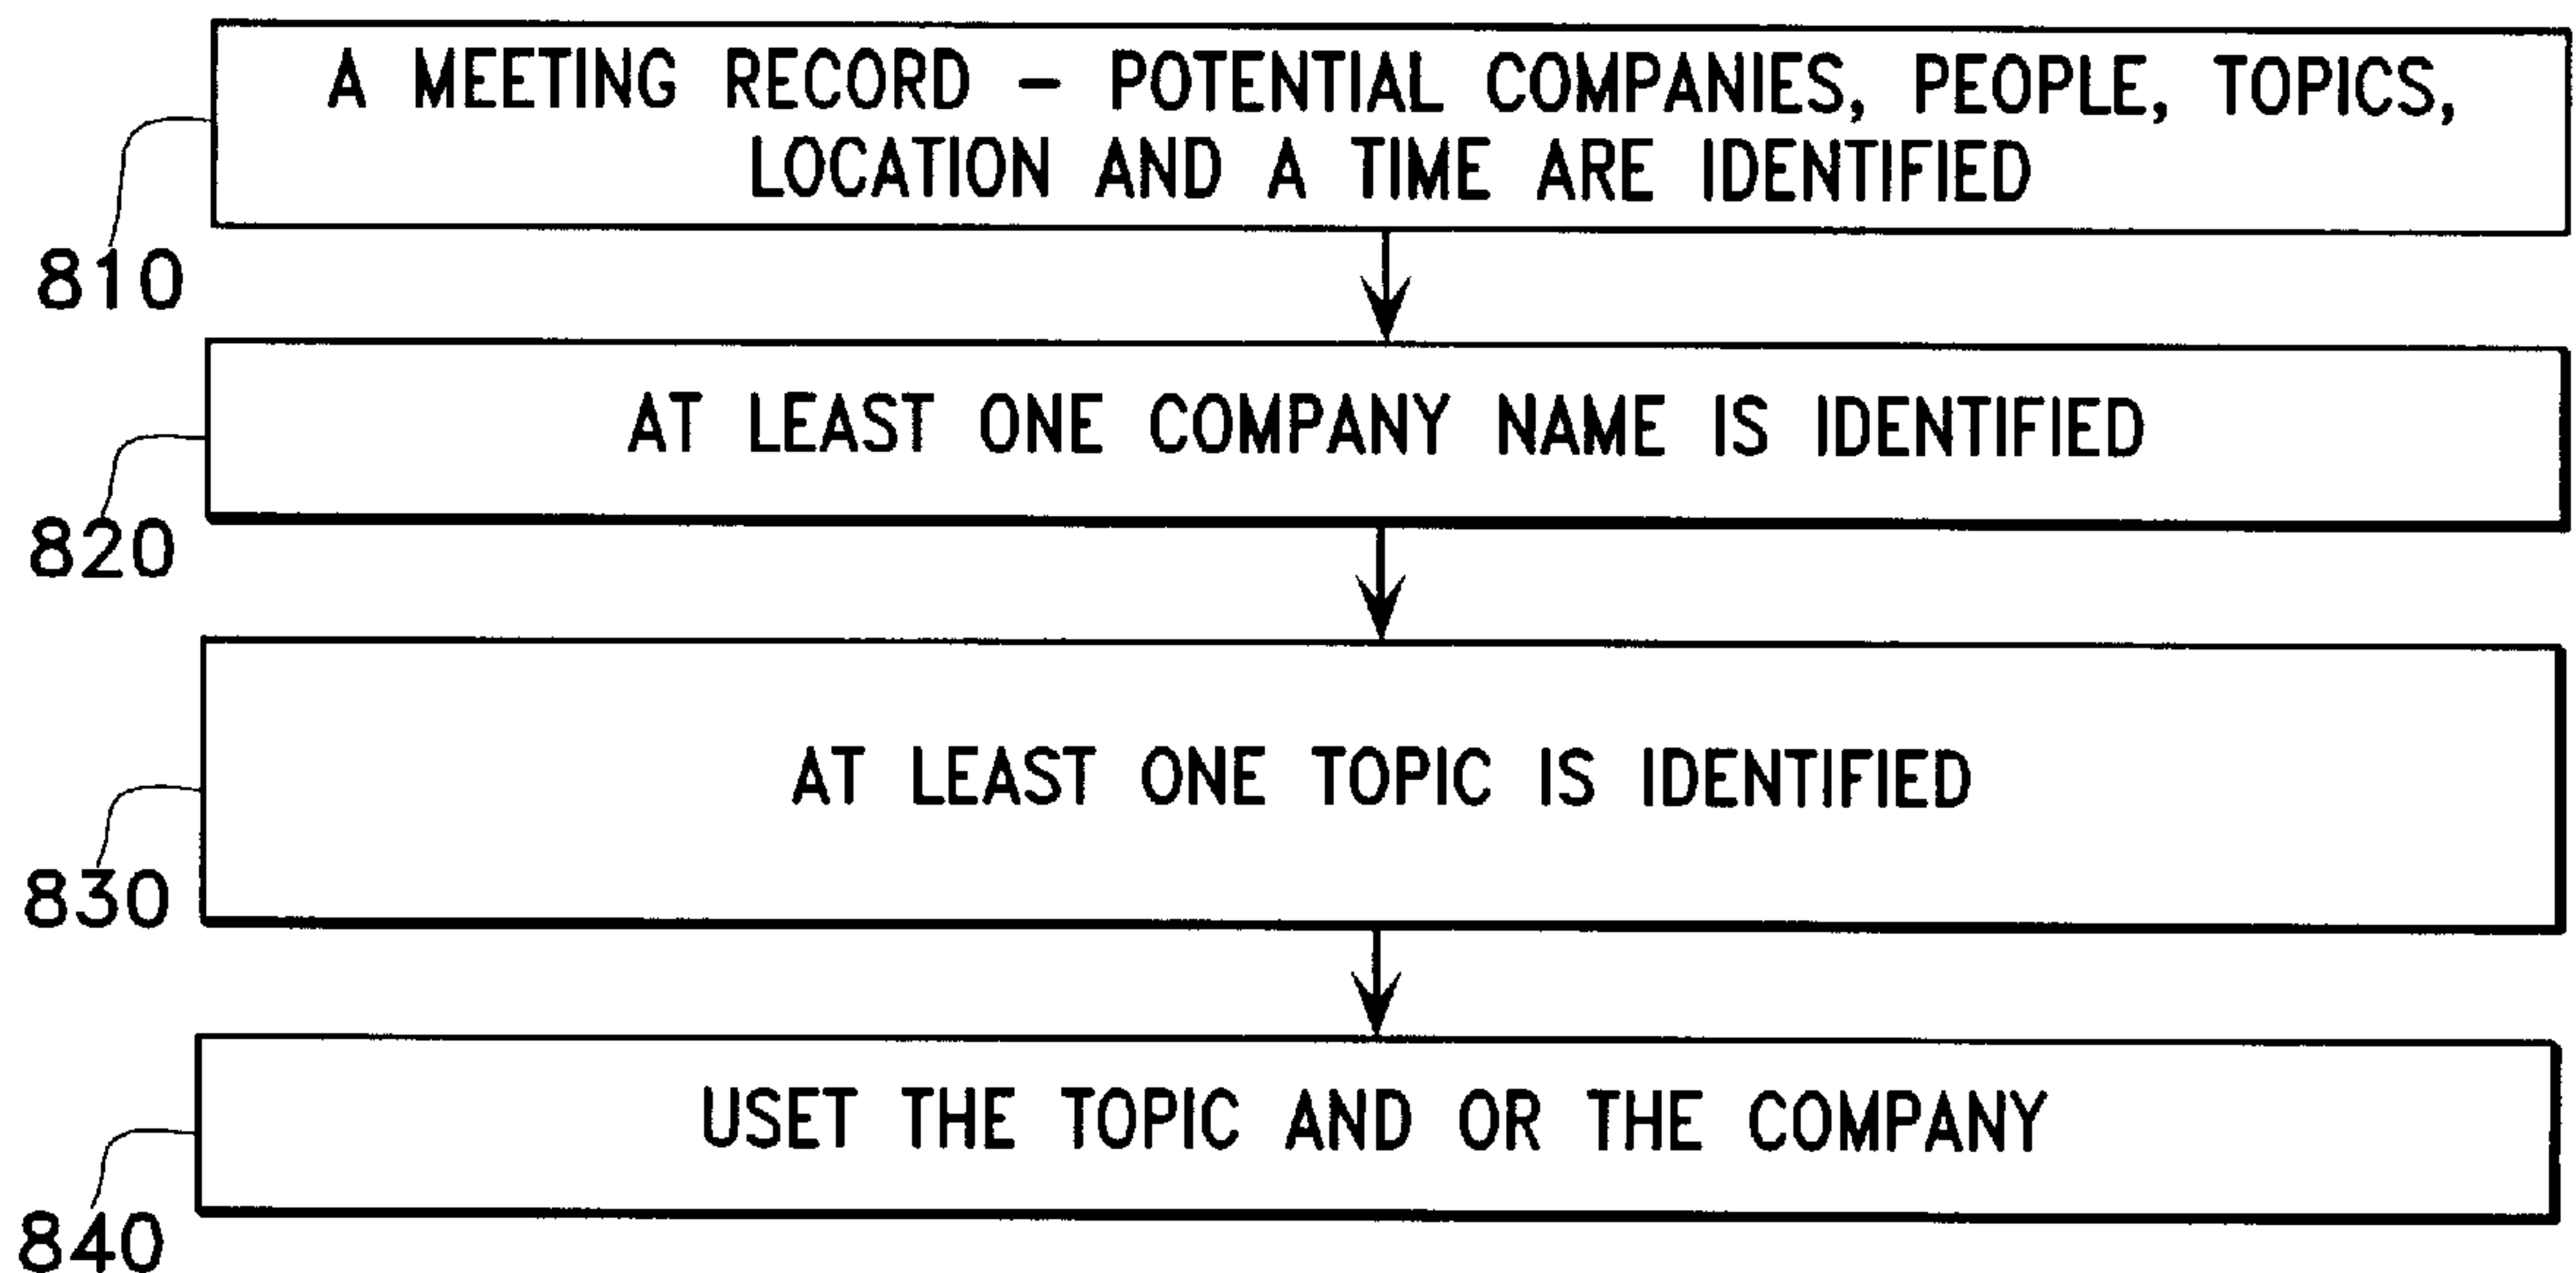 A MEETING RECORD – POTENTIAL COMPANIES, PEOPLE, TOPICS,
LOCATION AND A TIME ARE IDENTIFIED
810
AT LEAST ONE COMPANY NAME IS IDENTIFIED
820
AT LEAST ONE TOPIC IS IDENTIFIED
830
USET THE TOPIC AND OR THE COMPANY
840